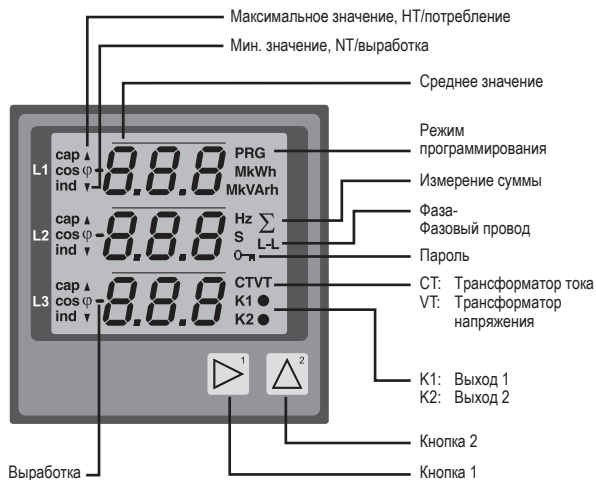 Максимальное значение, HT/потребление
Мин. значение, NT/выработка
Среднее значение
Режим
программирования
Измерение суммы
Фаза-
Фазовый провод
Пароль
CT: Трансформатор тока
VT: Трансформатор
напряжения
K1: Выход 1
K2: Выход 2
Кнопка 2
Кнопка 1
Выработка
L1
cap ▲
cos φ -
ind ▼
8.8.8
PRG
MkWh
MkVArh
L2
cap ▲
cos φ -
ind ▼
8.8.8
Hz Σ
S
L-L
L3
cap ▲
cos φ -
ind ▼
8.8.8
CTVT
K1 ●
K2 ●
1
2